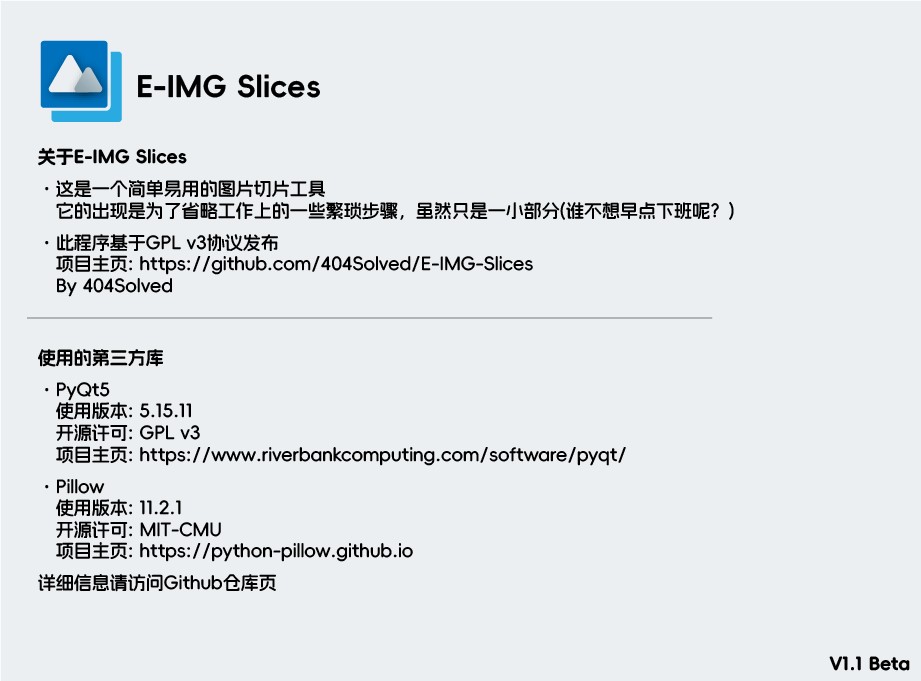 E-IMG Slices
关于E-IMG Slices
·这是一个简单易用的图片切片工具
它的出现是为了省略工作上的一些繁琐步骤，虽然只是一小部分(谁不想早点下班呢？)
·此程序基于GPL v3协议发布
项目主页: https://github.com/404Solved/E-IMG-Slices
By 404Solved
使用的第三方库
·PyQt5
使用版本: 5.15.11
开源许可: GPL v3
项目主页: https://www.riverbankcomputing.com/software/pyqt/
·Pillow
使用版本: 11.2.1
开源许可: MIT-CMU
项目主页: https://python-pillow.github.io
详细信息请访问Github仓库页
V1.1 Beta